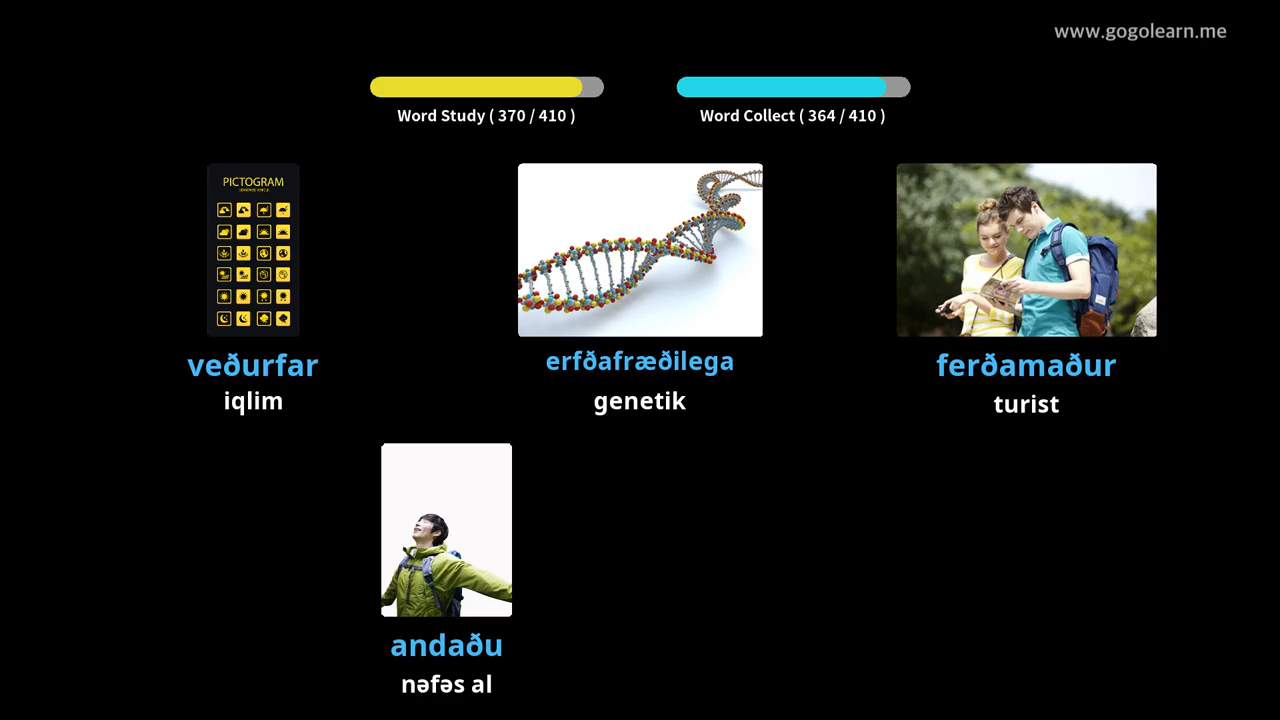 www.gogolearn.me
Word Study ( 370 / 410 )
Word Collect ( 364 / 410 )
PICTOGRAM
veðurfar
iqlim
erfðafræðilega
genetik
ferðamaður
turist
andaðu
nəfəs al